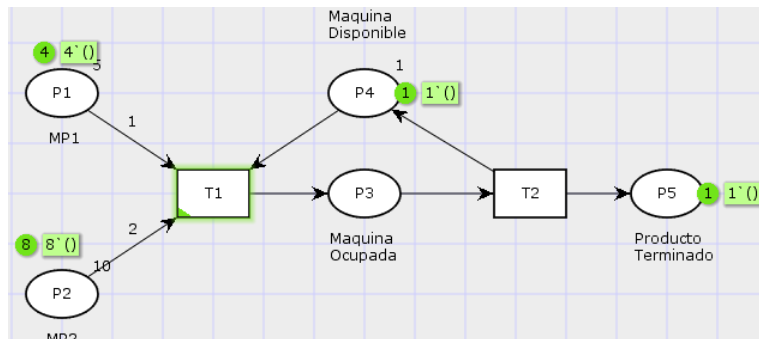 Maquina
Disponible
4 4`()
5
1
P1
P4
1 1`()
1
MP1
T1
P3
T2
P5
1 1`()
2
8 8`()
Maquina
Ocupada
Producto
Terminado
10
P2